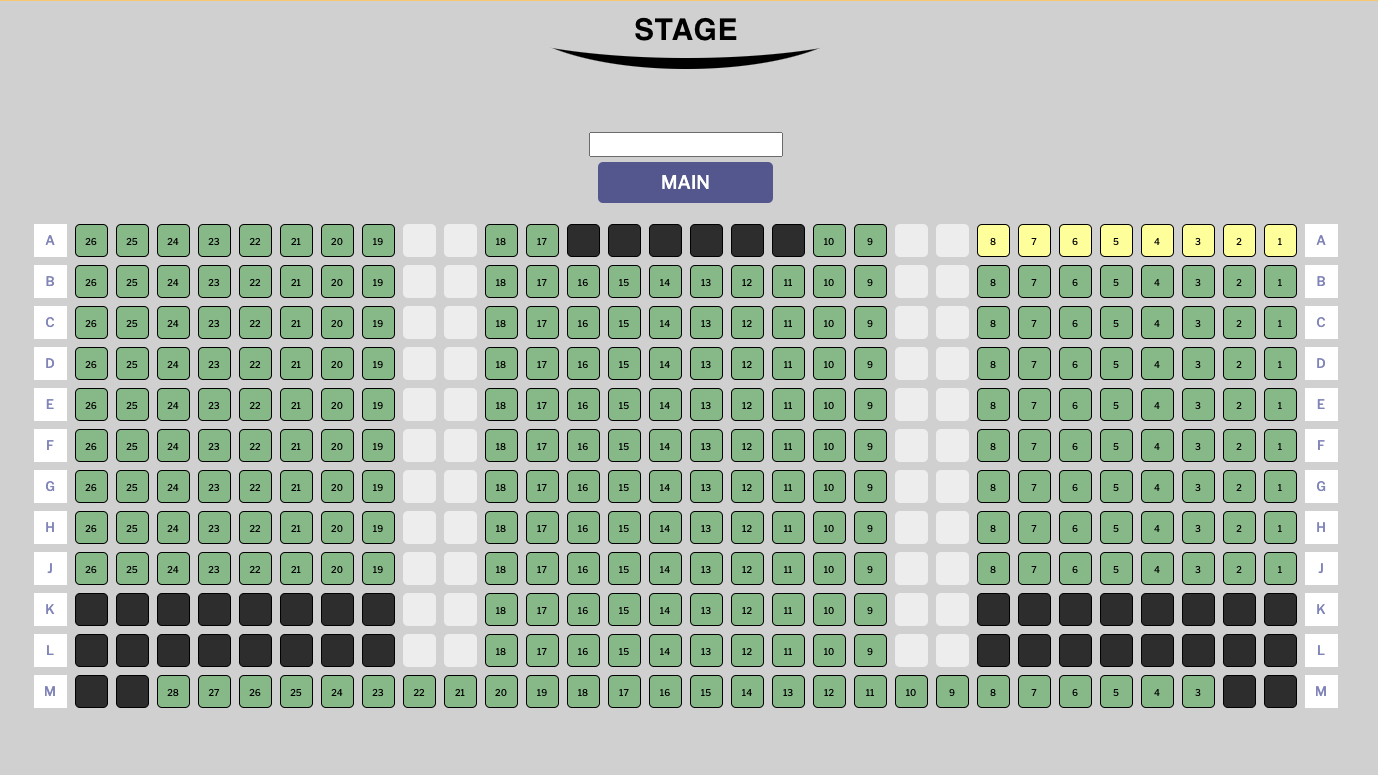 STAGE
MAIN
A 26 25 24 23 22 21 20 19 18 17 10 9 8 7 6 5 4 3 2 1 A
B 26 25 24 23 22 21 20 19 18 17 16 15 14 13 12 11 10 9 8 7 6 5 4 3 2 1 B
C 26 25 24 23 22 21 20 19 18 17 16 15 14 13 12 11 10 9 8 7 6 5 4 3 2 1 C
D 26 25 24 23 22 21 20 19 18 17 16 15 14 13 12 11 10 9 8 7 6 5 4 3 2 1 D
E 26 25 24 23 22 21 20 19 18 17 16 15 14 13 12 11 10 9 8 7 6 5 4 3 2 1 E
F 26 25 24 23 22 21 20 19 18 17 16 15 14 13 12 11 10 9 8 7 6 5 4 3 2 1 F
G 26 25 24 23 22 21 20 19 18 17 16 15 14 13 12 11 10 9 8 7 6 5 4 3 2 1 G
H 26 25 24 23 22 21 20 19 18 17 16 15 14 13 12 11 10 9 8 7 6 5 4 3 2 1 H
J 26 25 24 23 22 21 20 19 18 17 16 15 14 13 12 11 10 9 8 7 6 5 4 3 2 1 J
K 18 17 16 15 14 13 12 11 10 9 K
L 18 17 16 15 14 13 12 11 10 9 L
M 28 27 26 25 24 23 22 21 20 19 18 17 16 15 14 13 12 11 10 9 8 7 6 5 4 3 M